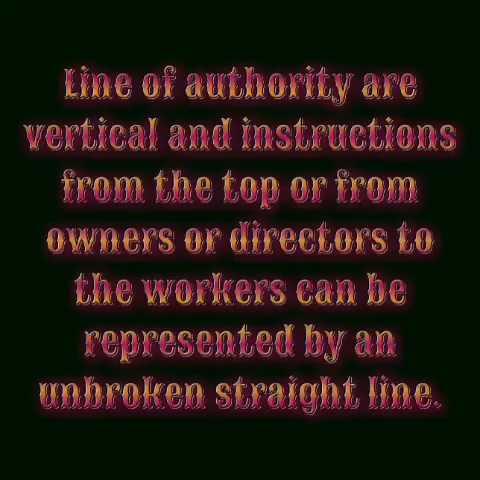 Line of authority are
vertical and instructions
from the top or from
owners or directors to
the workers can be
represented by an
unbroken straight line.